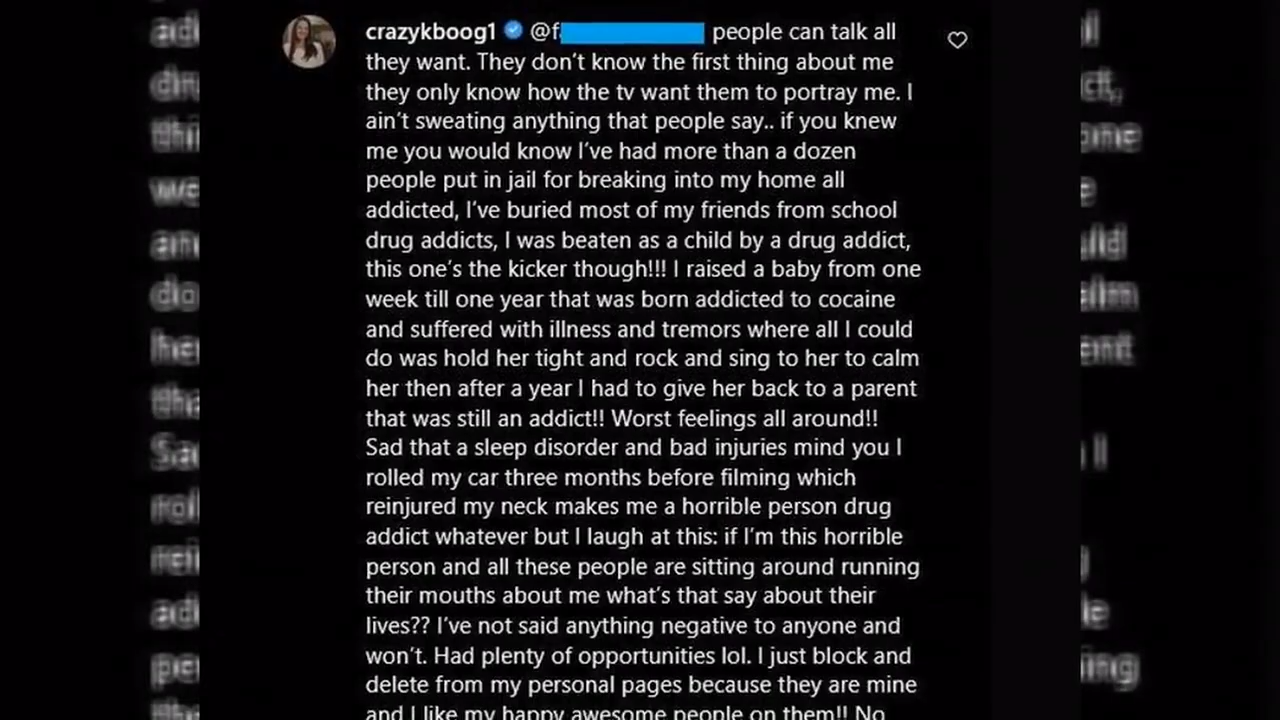 crazykboog1 @f people can talk all
they want. They don't know the first thing about me
they only know how the tv want them to portray me. I
ain't sweating anything that people say.. if you knew
me you would know I've had more than a dozen
people put in jail for breaking into my home all
addicted, I've buried most of my friends from school
drug addicts, I was beaten as a child by a drug addict,
this one's the kicker though!!! I raised a baby from one
week till one year that was born addicted to cocaine
and suffered with illness and tremors where all I could
do was hold her tight and rock and sing to her to calm
her then after a year I had to give her back to a parent
that was still an addict!! Worst feelings all around!!
Sad that a sleep disorder and bad injuries mind you I
rolled my car three months before filming which
reinjured my neck makes me a horrible person drug
addict whatever but I laugh at this: if I'm this horrible
person and all these people are sitting around running
their mouths about me what's that say about their
lives?? I've not said anything negative to anyone and
won't. Had plenty of opportunities lol. I just block and
delete from my personal pages because they are mine
and I like my happy awesome people on them!! No